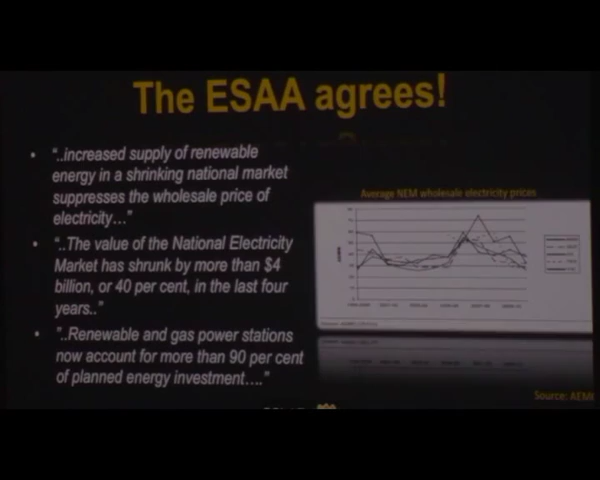 The ESAA agrees!
• "..increased supply of renewable
energy in a shrinking national market
suppresses the wholesale price of
electricity…"
• "..The value of the National Electricity
Market has shrunk by more than $4
billion, or 40 per cent, in the last four
years.."
• "..Renewable and gas power stations
now account for more than 90 per cent
of planned energy investment…."
Average NEM wholesale electricity prices
Source: